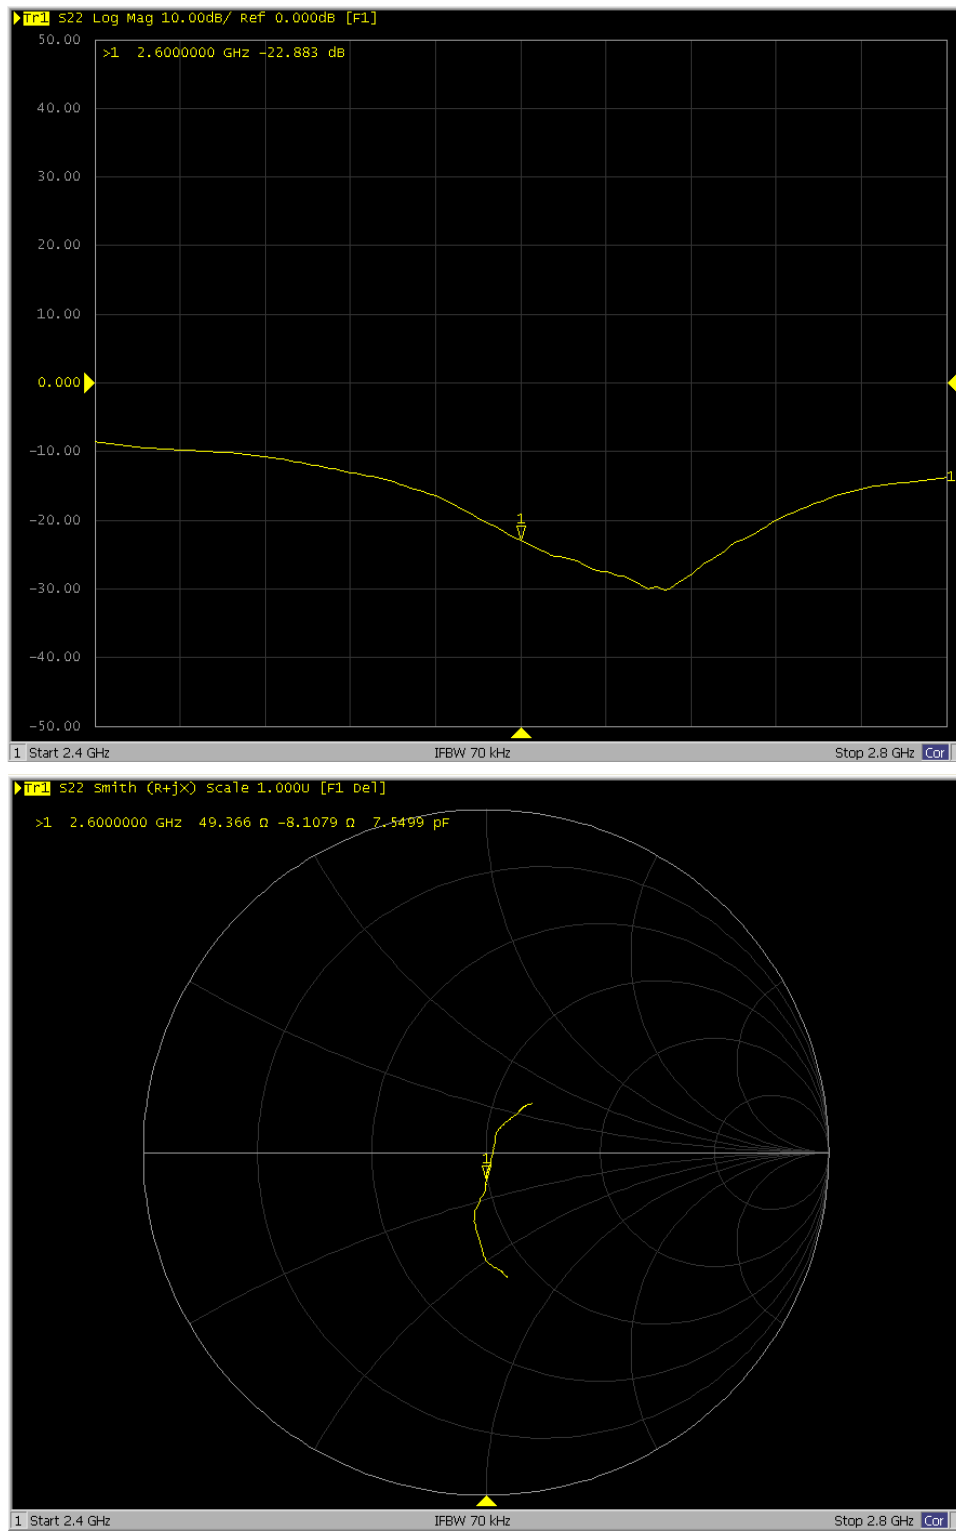 Tr1 S22 Log Mag 10.00dB/ Ref 0.000dB [F1]
50.00
>1 2.6000000 GHz -22.883 dB
40.00
30.00
20.00
10.00
0.000
-10.00
1
-20.00
1
-30.00
-40.00
-50.00
1 Start 2.4 GHz IFBW 70 kHz Stop 2.8 GHz Cor
Tr1 S22 Smith (R+jX) Scale 1.000U [F1 Del]
>1 2.6000000 GHz 49.366 Ω -8.1079 Ω 7.5499 pF
1
1 Start 2.4 GHz IFBW 70 kHz Stop 2.8 GHz Cor